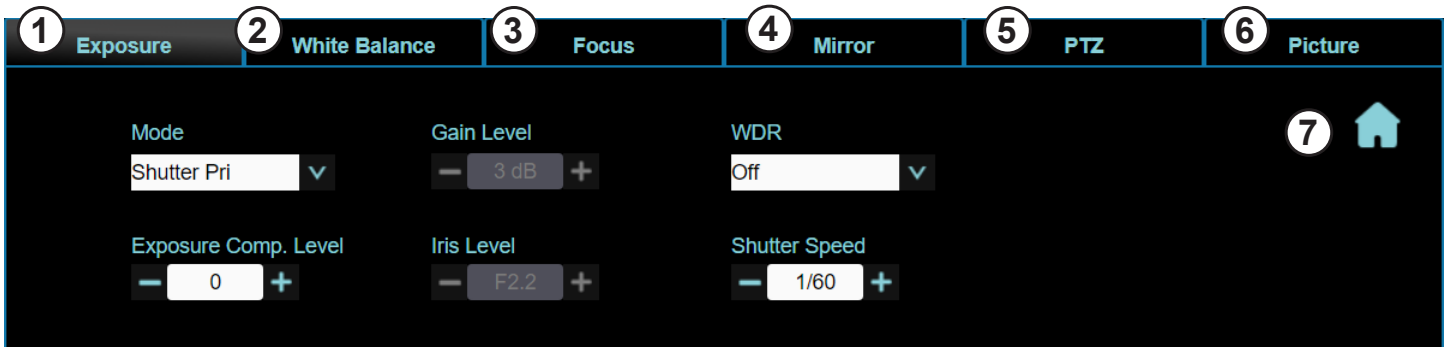 1 Exposure 2 White Balance 3 Focus 4 Mirror 5 PTZ 6 Picture
7
Mode Gain Level WDR
Shutter Pri 3 dB Off
Exposure Comp. Level Iris Level Shutter Speed
0 F2.2 1/60